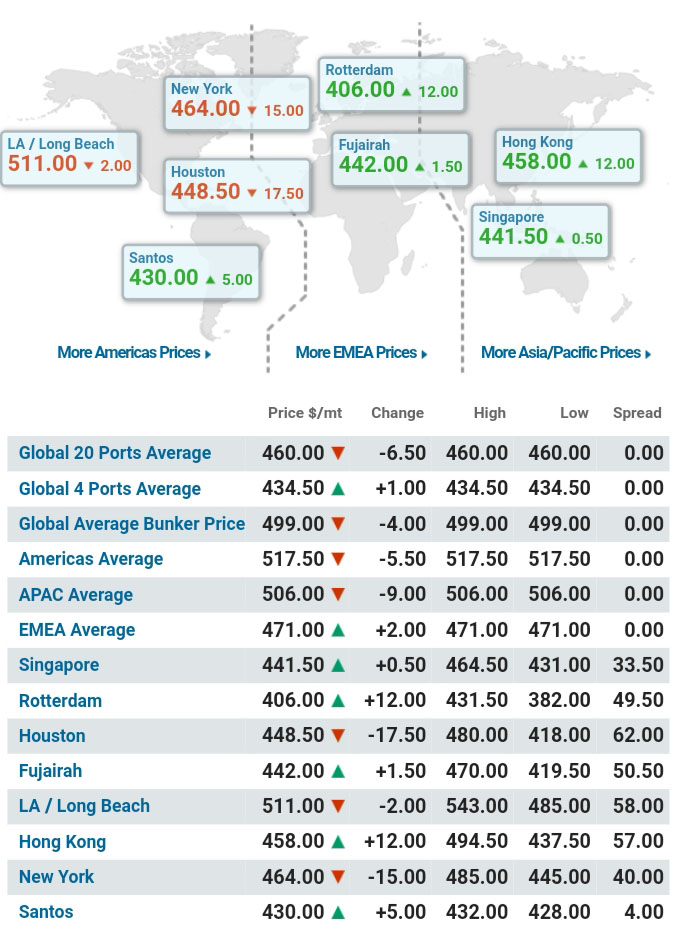 Rotterdam
406.00 ▲ 12.00
New York
464.00 ▼ 15.00
LA / Long Beach
511.00 ▼ 2.00
Fujairah
442.00 ▲ 1.50
Hong Kong
458.00 ▲ 12.00
Houston
448.50 ▼ 17.50
Singapore
441.50 ▲ 0.50
Santos
430.00 ▲ 5.00
More Americas Prices More EMEA Prices More Asia/Pacific Prices
Price $/mt Change High Low Spread
Global 20 Ports Average 460.00 ▼ -6.50 460.00 460.00 0.00
Global 4 Ports Average 434.50 ▲ +1.00 434.50 434.50 0.00
Global Average Bunker Price 499.00 ▼ -4.00 499.00 499.00 0.00
Americas Average 517.50 ▼ -5.50 517.50 517.50 0.00
APAC Average 506.00 ▼ -9.00 506.00 506.00 0.00
EMEA Average 471.00 ▲ +2.00 471.00 471.00 0.00
Singapore 441.50 ▲ +0.50 464.50 431.00 33.50
Rotterdam 406.00 ▲ +12.00 431.50 382.00 49.50
Houston 448.50 ▼ -17.50 480.00 418.00 62.00
Fujairah 442.00 ▲ +1.50 470.00 419.50 50.50
LA / Long Beach 511.00 ▼ -2.00 543.00 485.00 58.00
Hong Kong 458.00 ▲ +12.00 494.50 437.50 57.00
New York 464.00 ▼ -15.00 485.00 445.00 40.00
Santos 430.00 ▲ +5.00 432.00 428.00 4.00